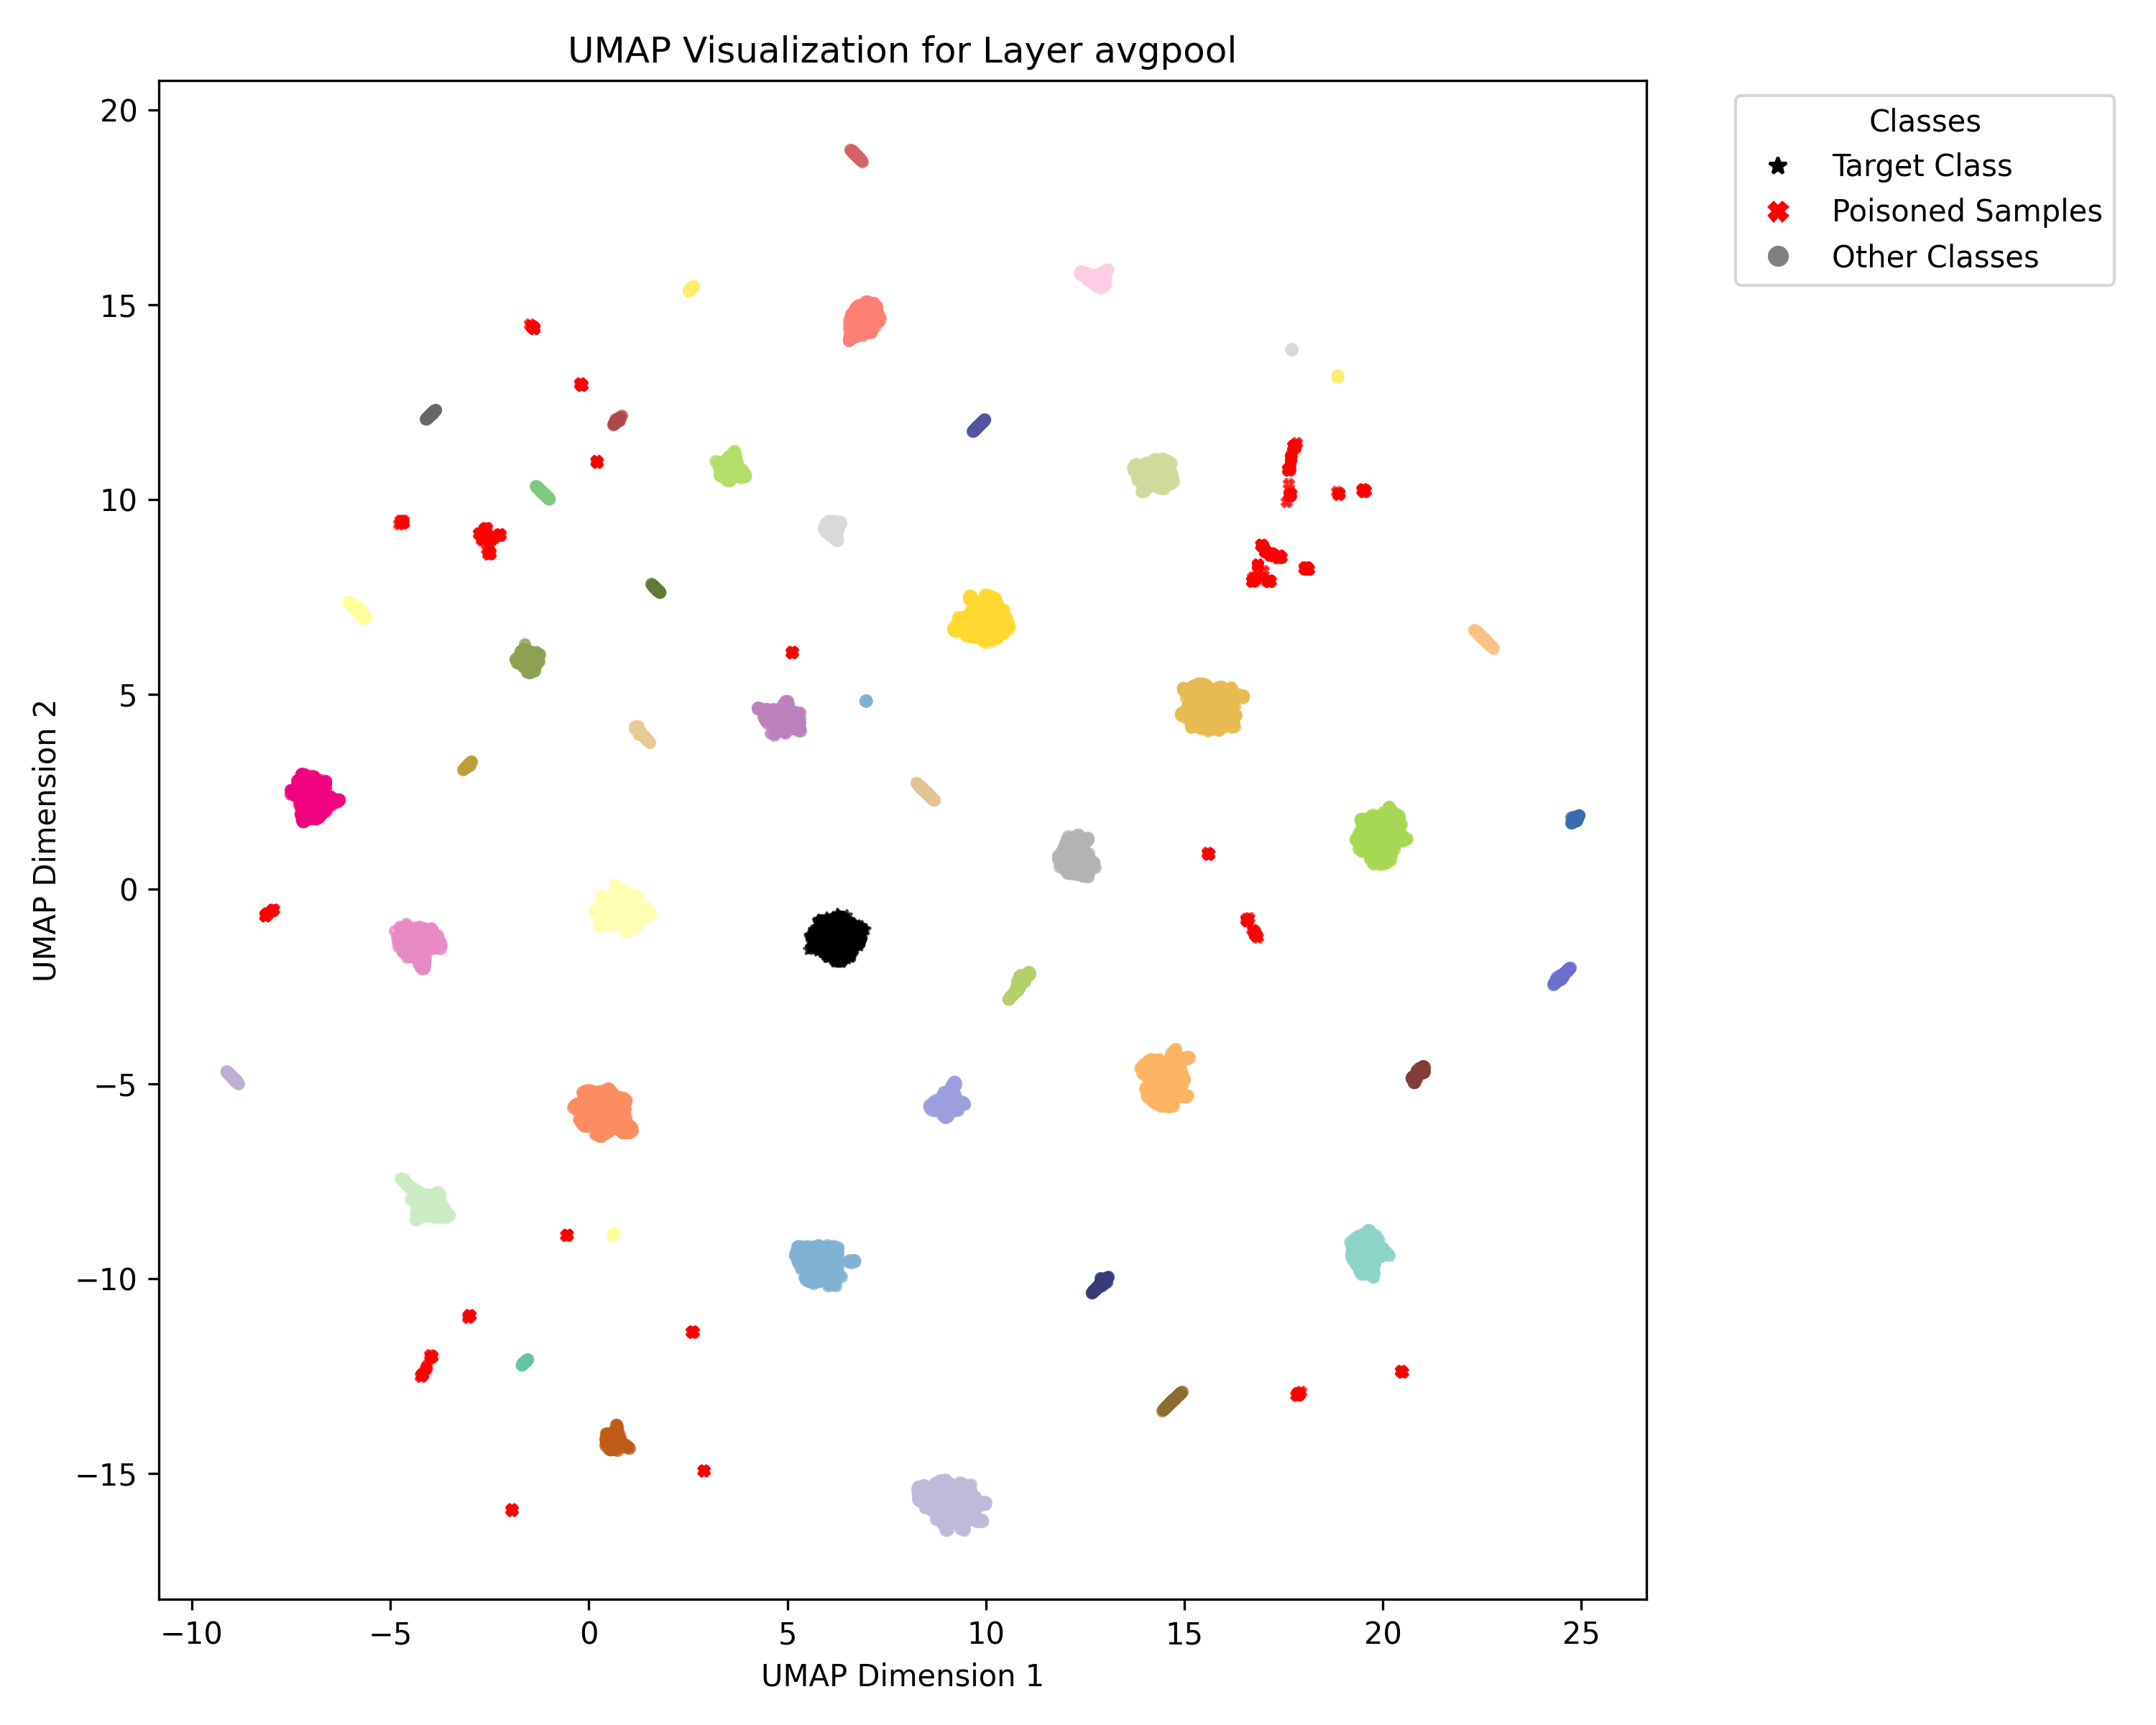 UMAP Visualization for Layer avgpool
Classes
Target Class
Poisoned Samples
Other Classes
20
15
10
5
0
−5
−10
−15
UMAP Dimension 2
−10 −5 0 5 10 15 20 25
UMAP Dimension 1